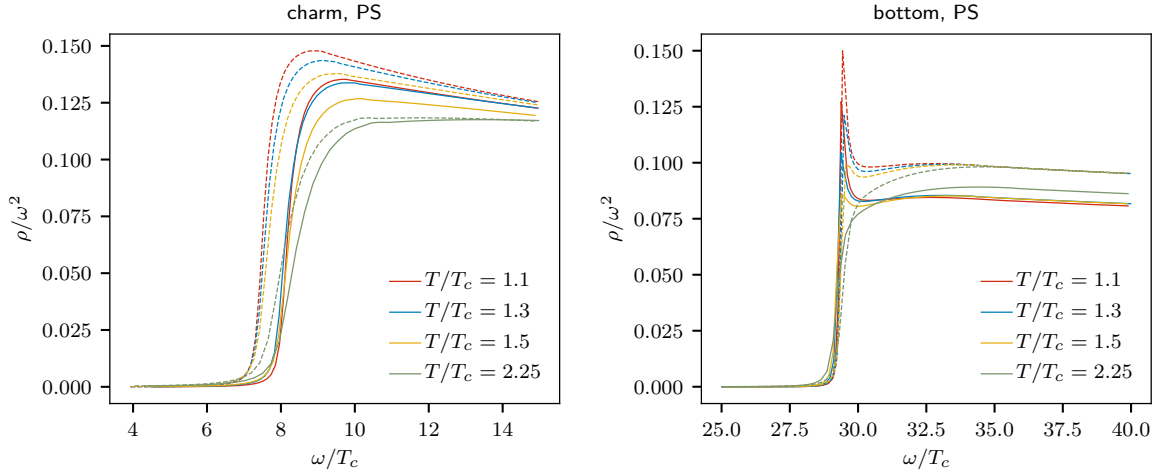 charm, PS
0.150
0.125
0.100
0.075
0.050
0.025
0.000
ρ/ω²
4
6
8
10
12
14
ω/T_c
T/T_c = 1.1
T/T_c = 1.3
T/T_c = 1.5
T/T_c = 2.25
bottom, PS
0.150
0.125
0.100
0.075
0.050
0.025
0.000
ρ/ω²
25.0
27.5
30.0
32.5
35.0
37.5
40.0
ω/T_c
T/T_c = 1.1
T/T_c = 1.3
T/T_c = 1.5
T/T_c = 2.25